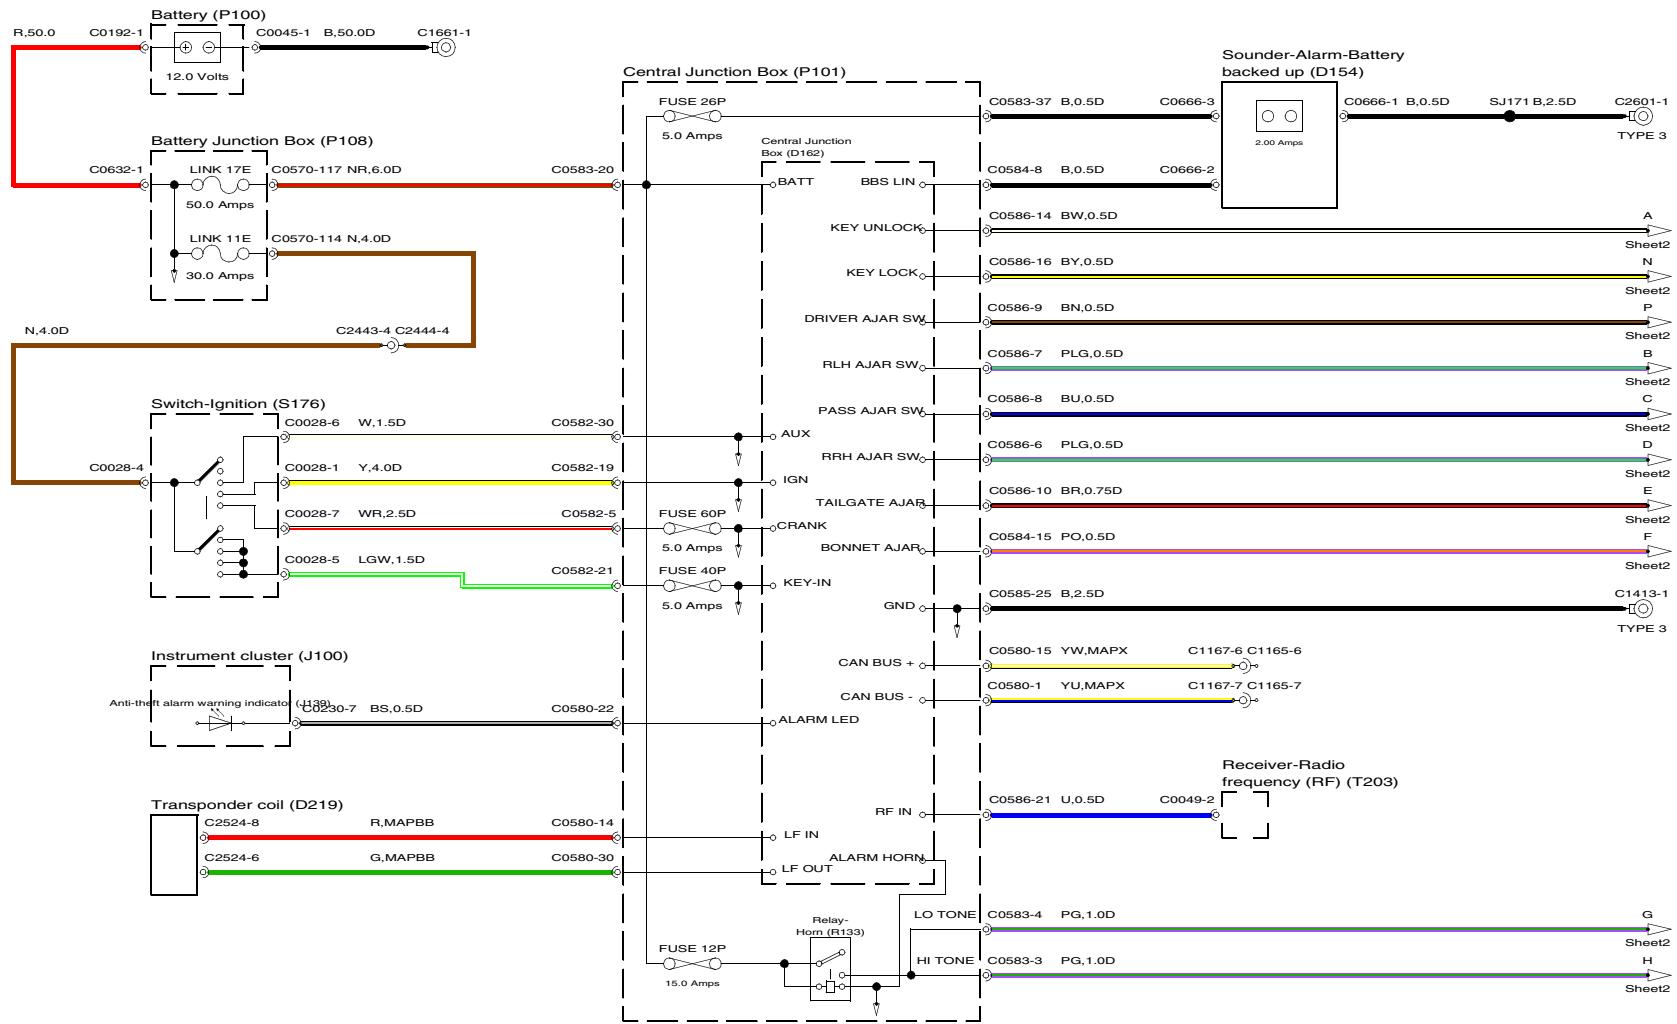 Battery (P100)
R,50.0 C0192-1
C0045-1 B,50.0D C1661-1
12.0 Volts
Battery Junction Box (P108)
C0632-1
LINK 17E
50.0 Amps
C0570-117 NR,6.0D C0583-20
LINK 11E
30.0 Amps
C0570-114 N,4.0D
N,4.0D C2443-4 C2444-4
Switch-Ignition (S176)
C0028-4
C0028-6 W,1.5D C0582-30
C0028-1 Y,4.0D C0582-19
C0028-7 WR,2.5D C0582-5
C0028-5 LGW,1.5D C0582-21
Instrument cluster (J100)
Anti-theft alarm warning indicator (J139)
C0230-7 BS,0.5D C0580-22
Transponder coil (D219)
C2524-8 R,MAPBB C0580-14
C2524-6 G,MAPBB C0580-30
Central Junction Box (P101)
FUSE 26P
5.0 Amps
Central Junction
Box (D162)
BATT
AUX
IGN
FUSE 60P
5.0 Amps
CRANK
FUSE 40P
5.0 Amps
KEY-IN
ALARM LED
LF IN
LF OUT
BBS LIN
KEY UNLOCK
KEY LOCK
DRIVER AJAR SW
RLH AJAR SW
PASS AJAR SW
RRH AJAR SW
TAILGATE AJAR
BONNET AJAR
GND
CAN BUS +
CAN BUS -
RF IN
ALARM HORN
Relay-
Horn (R133)
FUSE 12P
15.0 Amps
LO TONE
HI TONE
Sounder-Alarm-Battery
backed up (D154)
2.00 Amps
C0583-37 B,0.5D C0666-3
C0666-1 B,0.5D SJ171 B,2.5D C2601-1
TYPE 3
C0584-8 B,0.5D C0666-2
C0586-14 BW,0.5D A
Sheet2
C0586-16 BY,0.5D N
Sheet2
C0586-9 BN,0.5D P
Sheet2
C0586-7 PLG,0.5D B
Sheet2
C0586-8 BU,0.5D C
Sheet2
C0586-6 PLG,0.5D D
Sheet2
C0586-10 BR,0.75D E
Sheet2
C0584-15 PO,0.5D F
Sheet2
C0585-25 B,2.5D C1413-1
TYPE 3
C0580-15 YW,MAPX C1167-6 C1165-6
C0580-1 YU,MAPX C1167-7 C1165-7
Receiver-Radio
frequency (RF) (T203)
C0586-21 U,0.5D C0049-2
C0583-4 PG,1.0D G
Sheet2
C0583-3 PG,1.0D H
Sheet2